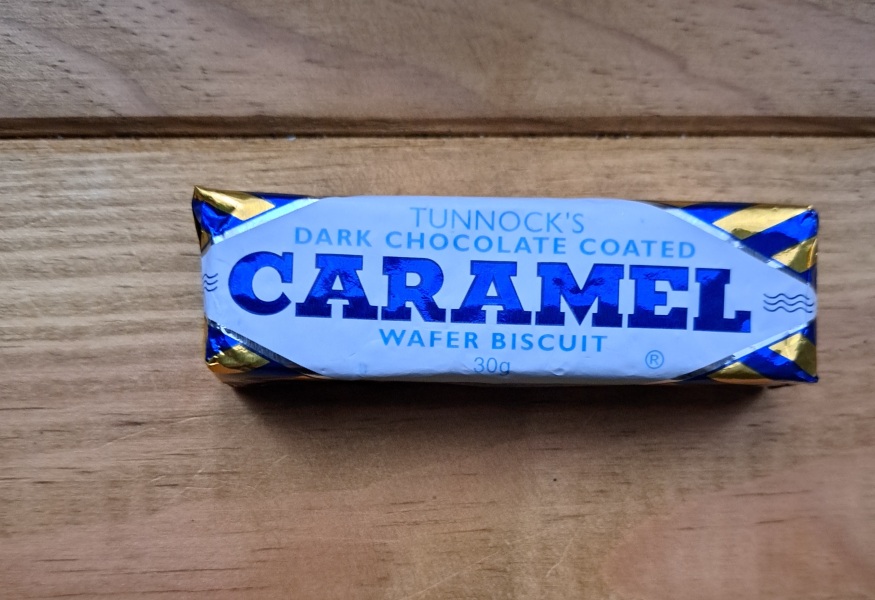 TUNNOCK'S
DARK CHOCOLATE COATED
CARAMEL
WAFER BISCUIT
30g
®